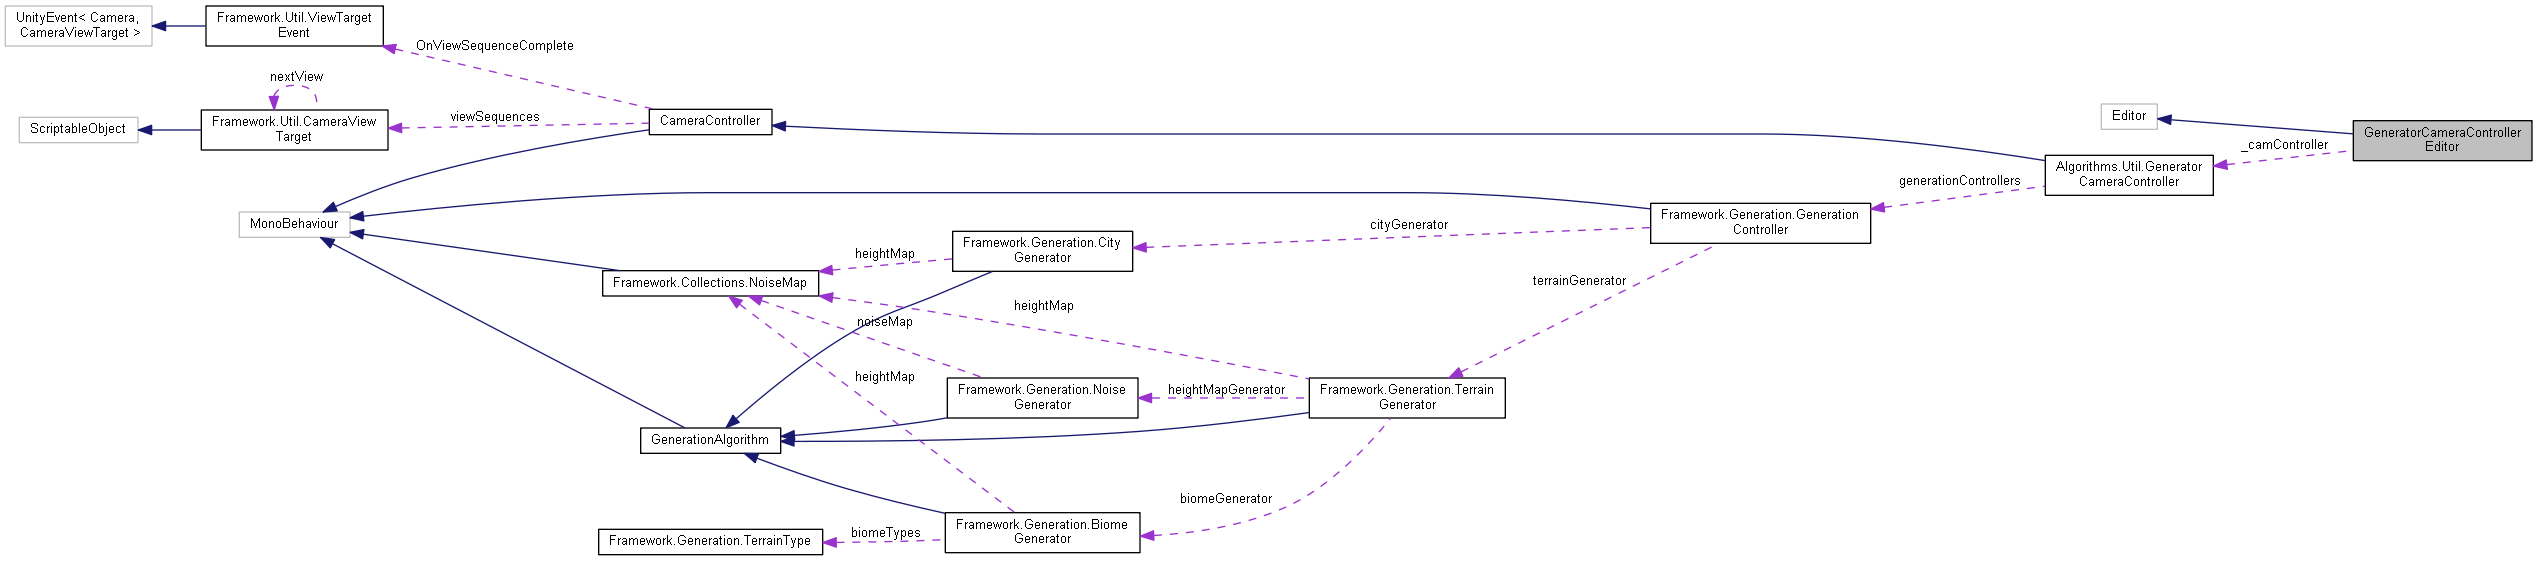 UnityEvent< Camera,
CameraViewTarget >
Framework.Util.ViewTarget
Event
OnViewSequenceComplete
nextView
ScriptableObject
Framework.Util.CameraView
Target
viewSequences
CameraController
Editor
GeneratorCameraController
Editor
_camController
Algorithms.Util.Generator
CameraController
generationControllers
MonoBehaviour
Framework.Generation.Generation
Controller
cityGenerator
Framework.Generation.City
Generator
heightMap
Framework.Collections.NoiseMap
terrainGenerator
heightMap
noiseMap
heightMap
Framework.Generation.Noise
Generator
heightMapGenerator
Framework.Generation.Terrain
Generator
GenerationAlgorithm
biomeGenerator
Framework.Generation.Biome
Generator
biomeTypes
Framework.Generation.TerrainType